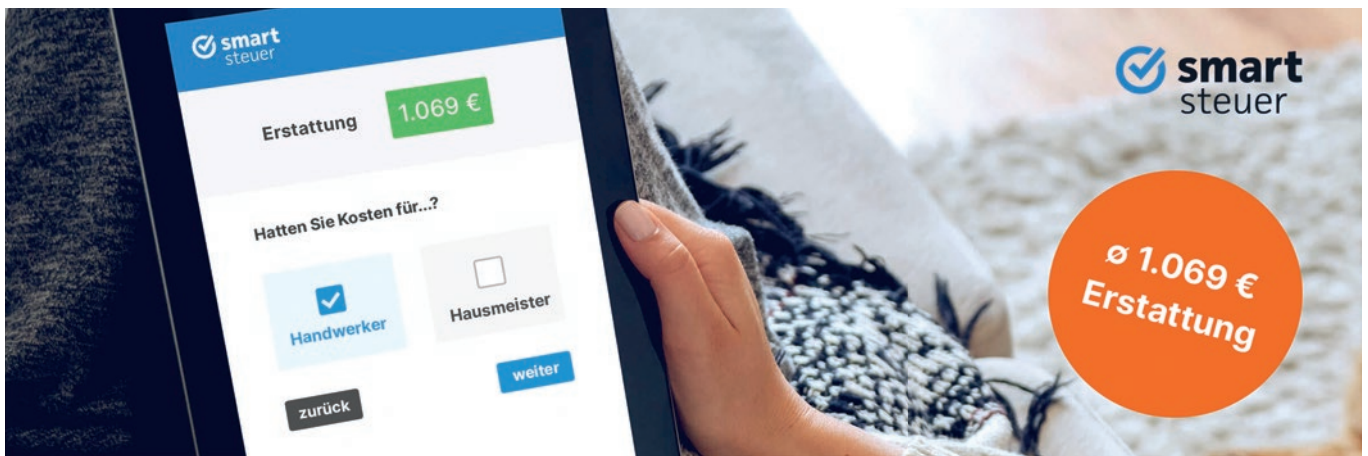 smart
steuer
Erstattung 1.069 €
Hatten Sie Kosten für...?
Handwerker
Hausmeister
zurück
weiter
smart
steuer
ø 1.069 €
Erstattung